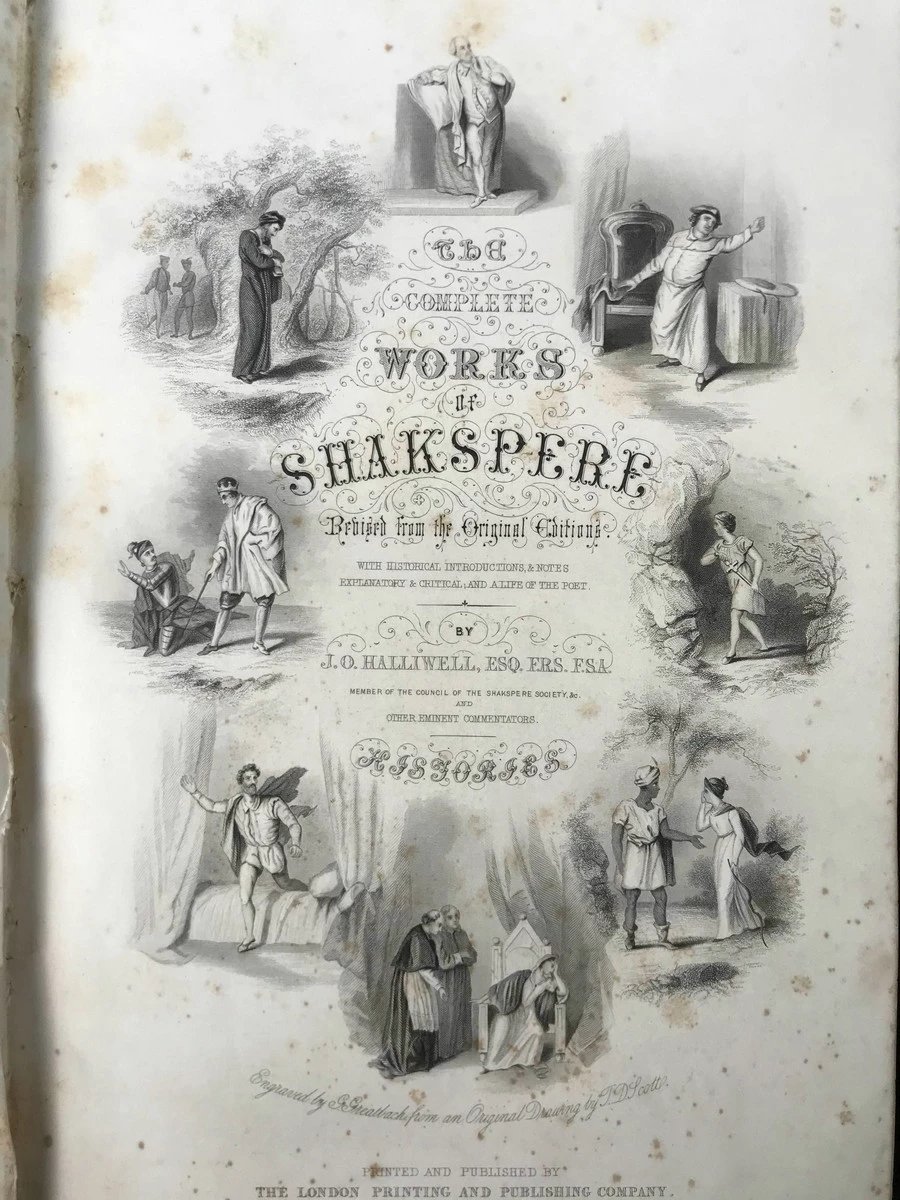 The
COMPLETE
WORKS
OF
SHAKSPERE
Revised from the Original Editions.
WITH HISTORICAL INTRODUCTIONS, & NOTES
EXPLANATORY & CRITICAL; AND A LIFE OF THE POET.
BY
J. O. HALLIWELL, ESQ. F.R.S. F.S.A.
MEMBER OF THE COUNCIL OF THE SHAKSPERE SOCIETY, &c.
AND
OTHER EMINENT COMMENTATORS.
HISTORIES
Engraved by G. Greatbach, from an Original Drawing by T. D. Scott.
PRINTED AND PUBLISHED BY
THE LONDON PRINTING AND PUBLISHING COMPANY.